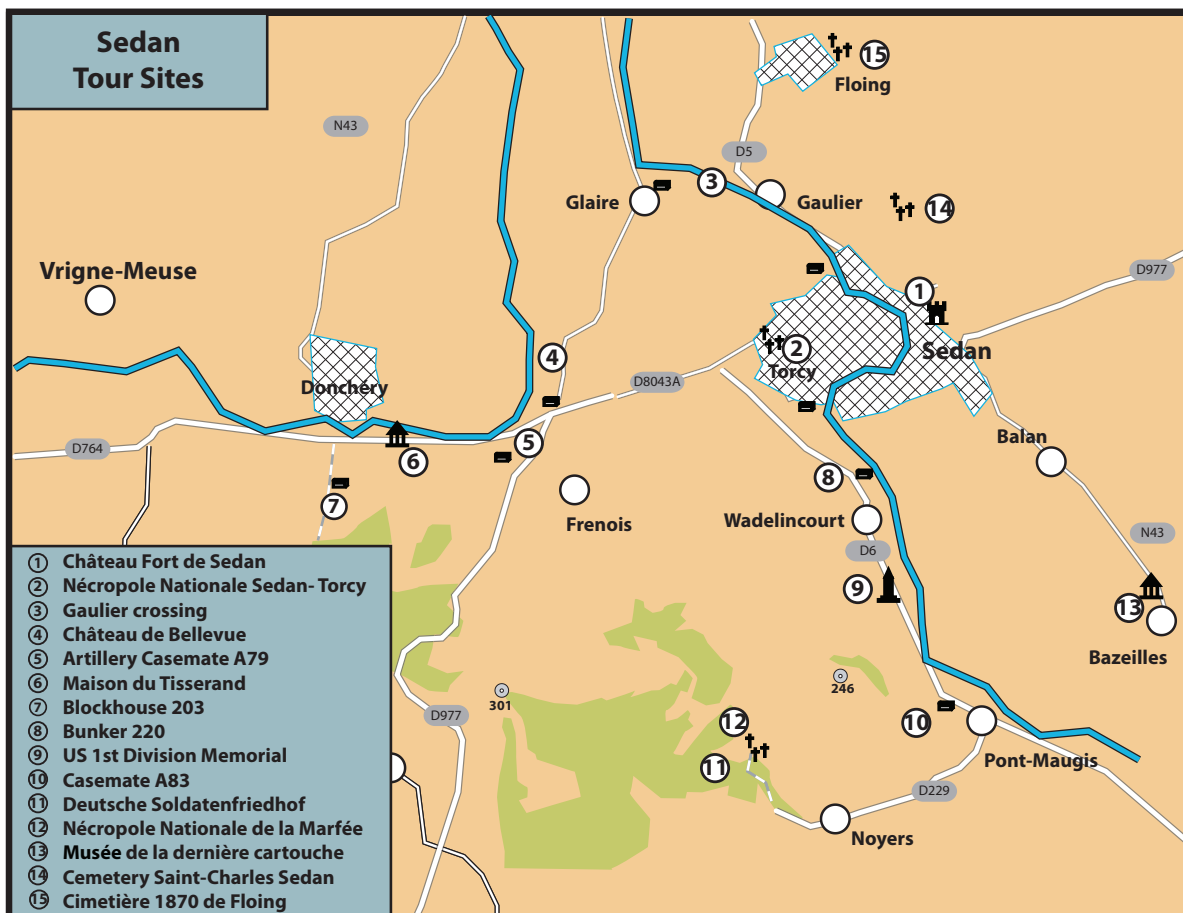 Sedan
Tour Sites
15
Floing
N43
D5
3
Glaire
Gaulier
14
Vrigne-Meuse
D977
1
4
2
Sedan
Torcy
Donchéry
D8043A
D764
5
6
Balan
8
7
Frenois
Wadelincourt
N43
D6
9
13
Bazeilles
246
301
12
10
D977
11
Pont-Maugis
D229
Noyers
1 Château Fort de Sedan
2 Nécropole Nationale Sedan- Torcy
3 Gaulier crossing
4 Château de Bellevue
5 Artillery Casemate A79
6 Maison du Tisserand
7 Blockhouse 203
8 Bunker 220
9 US 1st Division Memorial
10 Casemate A83
11 Deutsche Soldatenfriedhof
12 Nécropole Nationale de la Marfée
13 Musée de la dernière cartouche
14 Cemetery Saint-Charles Sedan
15 Cimetière 1870 de Floing